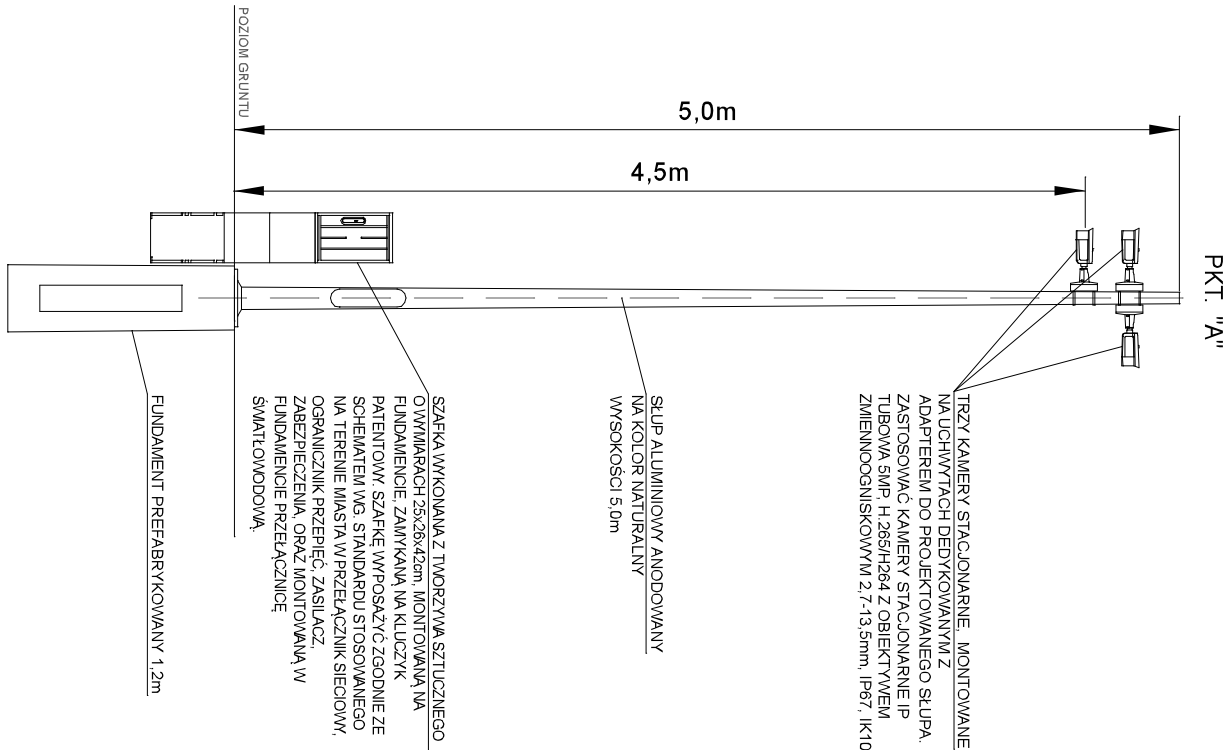 PKT. "A"
5,0m
4,5m
TRZY KAMERY STACJONARNE, MONTOWANE
NA UCHWYTACH DEDYKOWANYM Z
ADAPTEREM DO PROJEKTOWANEGO SŁUPA.
ZASTOSOWAĆ KAMERY STACJONARNE IP
TUBOWA 5MP, H.265/H264 Z OBIEKTYWEM
ZMIENNOOGNISKOWYM 2,7-13,5mm, IP67, IK10
SŁUP ALUMINIOWY ANODOWANY
NA KOLOR NATURALNY
WYSOKOŚCI 5,0m
SZAFKA WYKONANA Z TWORZYWA SZTUCZNEGO
O WYMIARACH 25x26x42cm, MONTOWANA NA
FUNDAMENCIE, ZAMYKANĄ NA KLUCZYK
PATENTOWY. SZAFKĘ WYPOSAŻYĆ ZGODNIE ZE
SCHEMATEM WG. STANDARDU STOSOWANEGO
NA TERENIE MIASTA W PRZEŁĄCZNIK SIECIOWY,
OGRANICZNIK PRZEPIĘĆ, ZASILACZ,
ZABEZPIECZENIA, ORAZ MONTOWANĄ W
FUNDAMENCIE PRZEŁĄCZNICĘ
ŚWIATŁOWODOWĄ.
POZIOM GRUNTU
FUNDAMENT PREFABRYKOWANY 1,2m